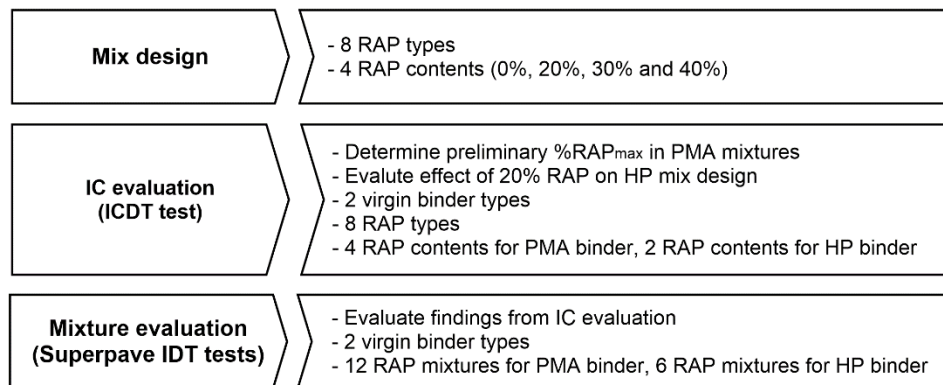 Mix design
- 8 RAP types
- 4 RAP contents (0%, 20%, 30% and 40%)
IC evaluation
(ICDT test)
- Determine preliminary %RAPmax in PMA mixtures
- Evalute effect of 20% RAP on HP mix design
- 2 virgin binder types
- 8 RAP types
- 4 RAP contents for PMA binder, 2 RAP contents for HP binder
Mixture evaluation
(Superpave IDT tests)
- Evaluate findings from IC evaluation
- 2 virgin binder types
- 12 RAP mixtures for PMA binder, 6 RAP mixtures for HP binder